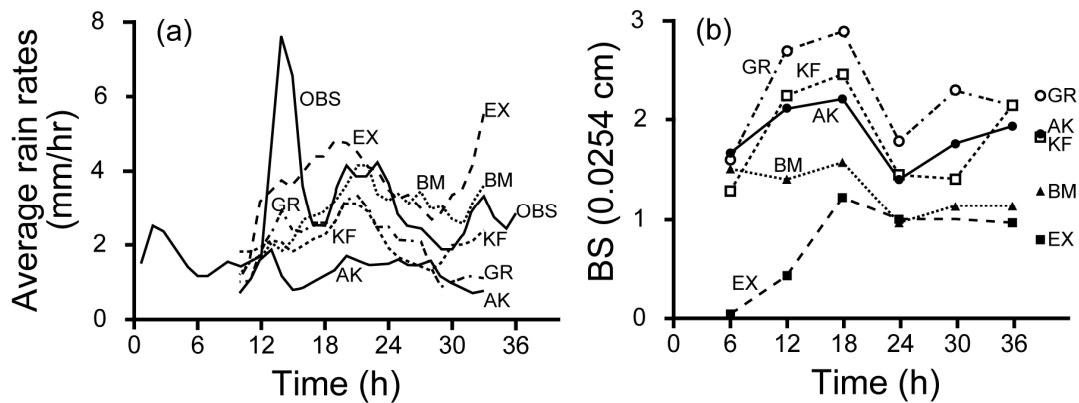 Average rain rates
(mm/hr)
8
6
4
2
0
(a)
OBS
EX
EX
GR
BM
BM
OBS
KF
KF
AK
GR
AK
0
6
12
18
24
30
36
Time (h)
BS (0.0254 cm)
3
2
1
0
(b)
GR
KF
AK
BM
EX
GR
AK
KF
BM
EX
0
6
12
18
24
30
36
Time (h)